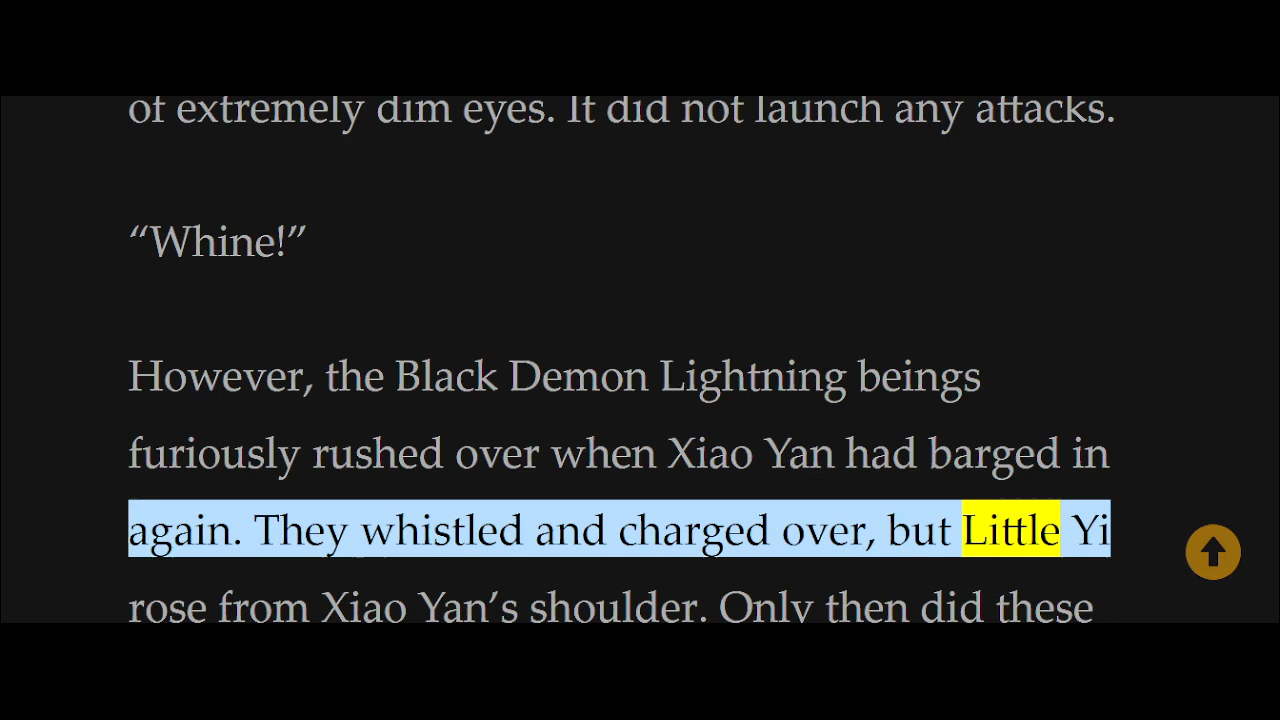 of extremely dim eyes. It did not launch any attacks.
“Whine!”
However, the Black Demon Lightning beings
furiously rushed over when Xiao Yan had barged in
again. They whistled and charged over, but Little Yi
rose from Xiao Yan’s shoulder. Only then did these